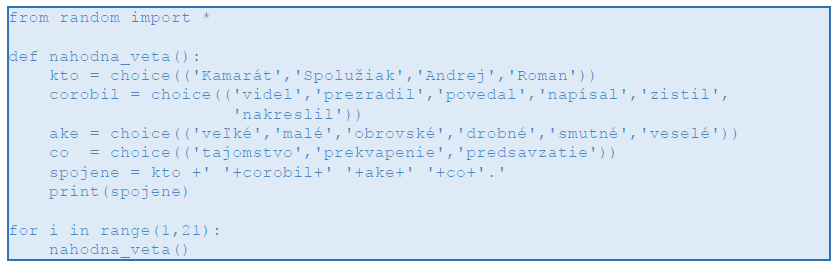 from random import *

def nahodna_veta():
    kto = choice(('Kamarát','Spolužiak','Andrej','Roman'))
    corobil = choice(('videl','prezradil','povedal','napísal','zistil',
                      'nakreslil'))
    ake = choice(('veľké','malé','obrovské','drobné','smutné','veselé'))
    co  = choice(('tajomstvo','prekvapenie','predsavzatie'))
    spojene = kto +' '+corobil+' '+ake+' '+co+'.'
    print(spojene)

for i in range(1,21):
    nahodna_veta()